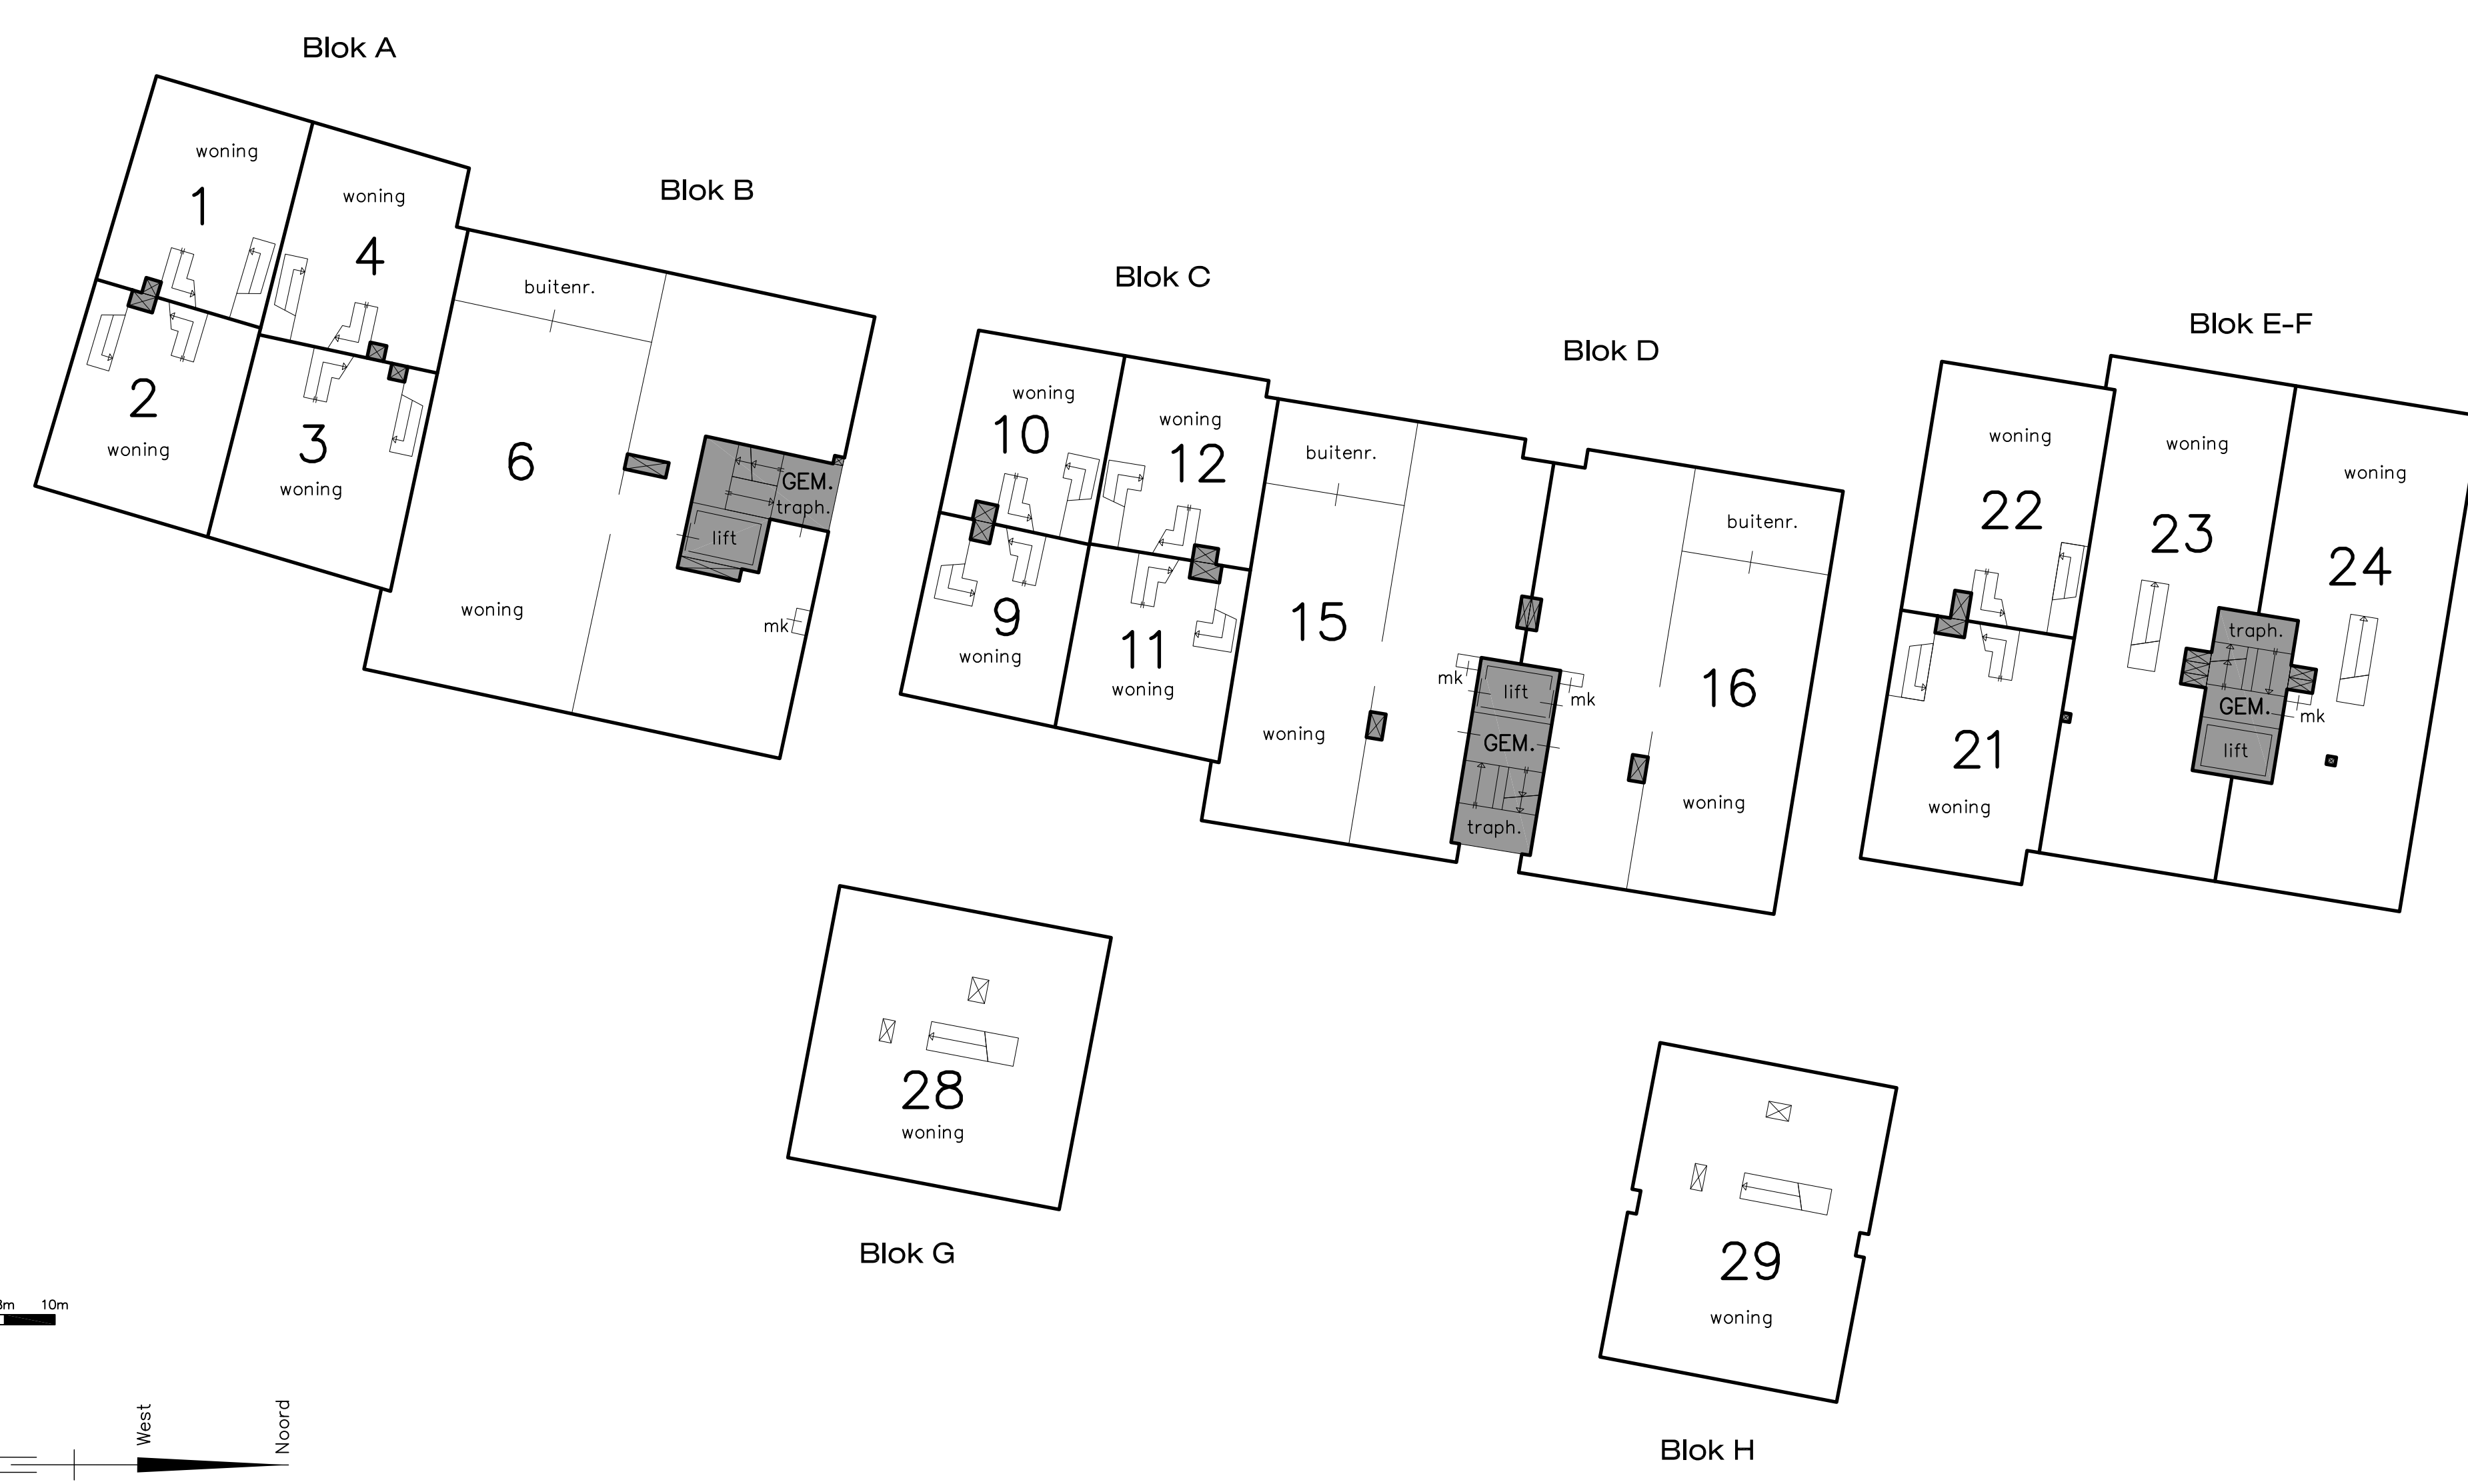 Blok A
woning
1
woning
4
2
woning
3
woning
Blok B
buitenr.
6
woning
GEM.
traph.
lift
mk
Blok C
woning
10
woning
12
9
woning
11
woning
Blok D
buitenr.
15
woning
mk
lift
mk
GEM.
traph.
buitenr.
16
woning
Blok E-F
woning
22
21
woning
woning
23
woning
24
traph.
GEM.
mk
lift
28
woning
Blok G
29
woning
Blok H
10m
West
Noord